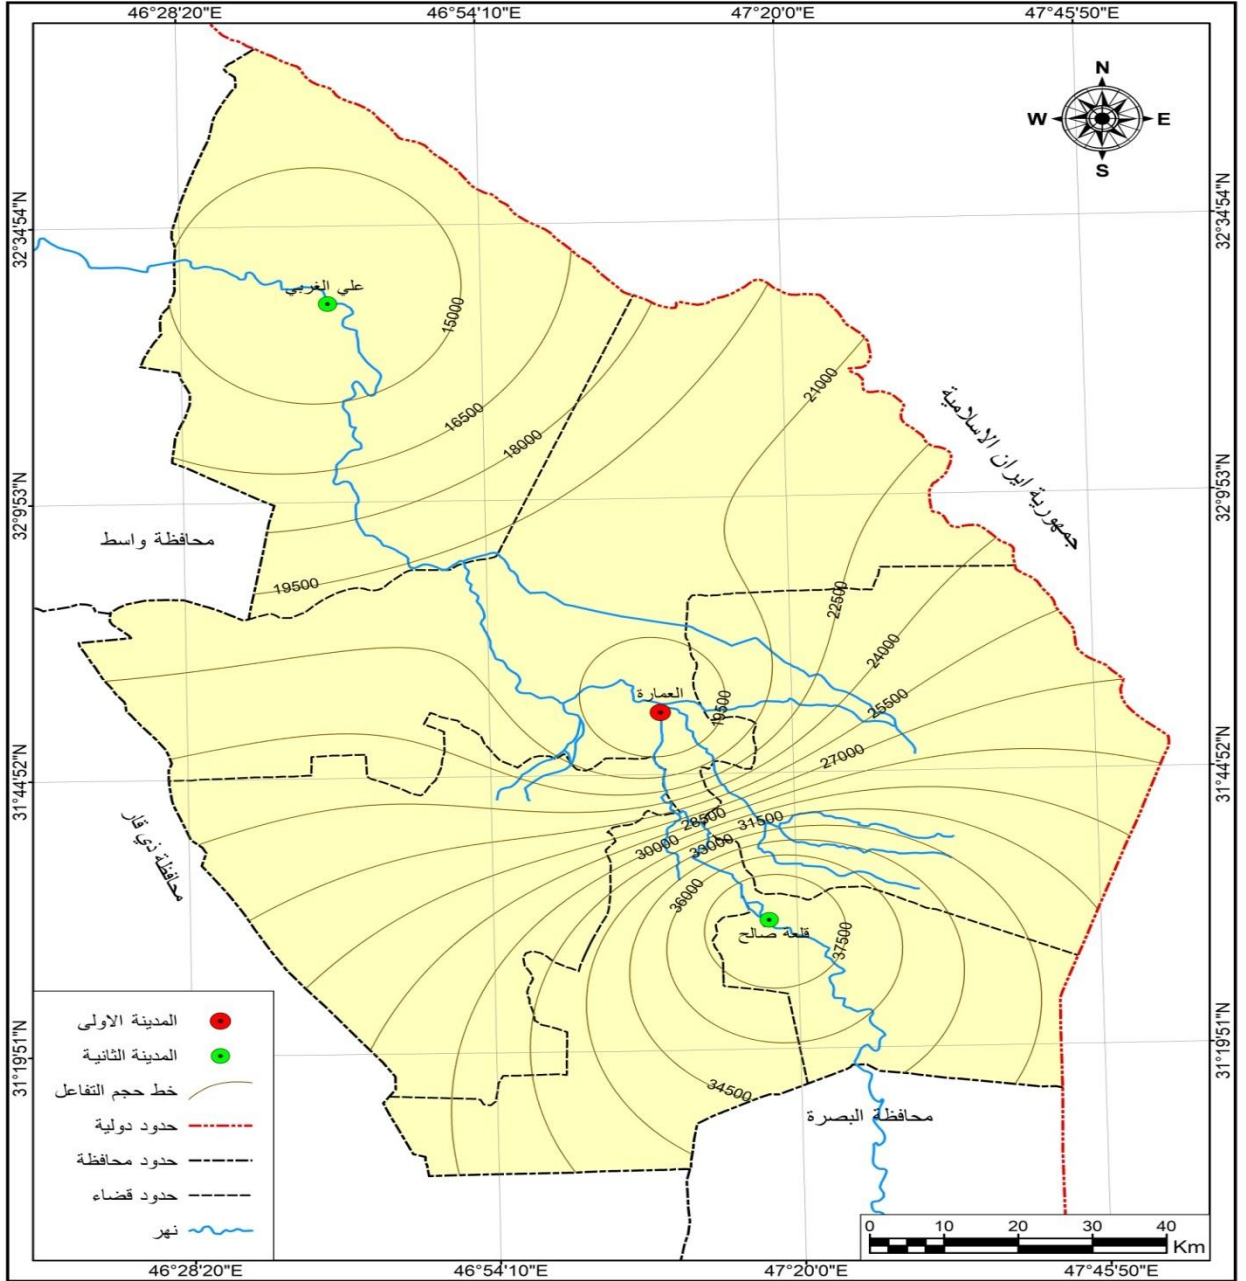 46°28'20"E
46°54'10"E
47°20'0"E
47°45'50"E
N
W
E
S
32°34'54"N
32°34'54"N
علي الغربي
15000
16500
18000
21000
جمهورية ايران الاسلامية
32°9'53"N
32°9'53"N
محافظة واسط
19500
22500
24000
العمارة
19500
25500
27000
31°44'52"N
31°44'52"N
28500
31500
30000
33000
محافظة ذي قار
36000
قلعة صالح
37500
31°19'51"N
31°19'51"N
34500
محافظة البصرة
المدينة الاولى
المدينة الثانية
خط حجم التفاعل
حدود دولية
حدود محافظة
حدود قضاء
نهر
0
10
20
30
40
Km
46°28'20"E
46°54'10"E
47°20'0"E
47°45'50"E